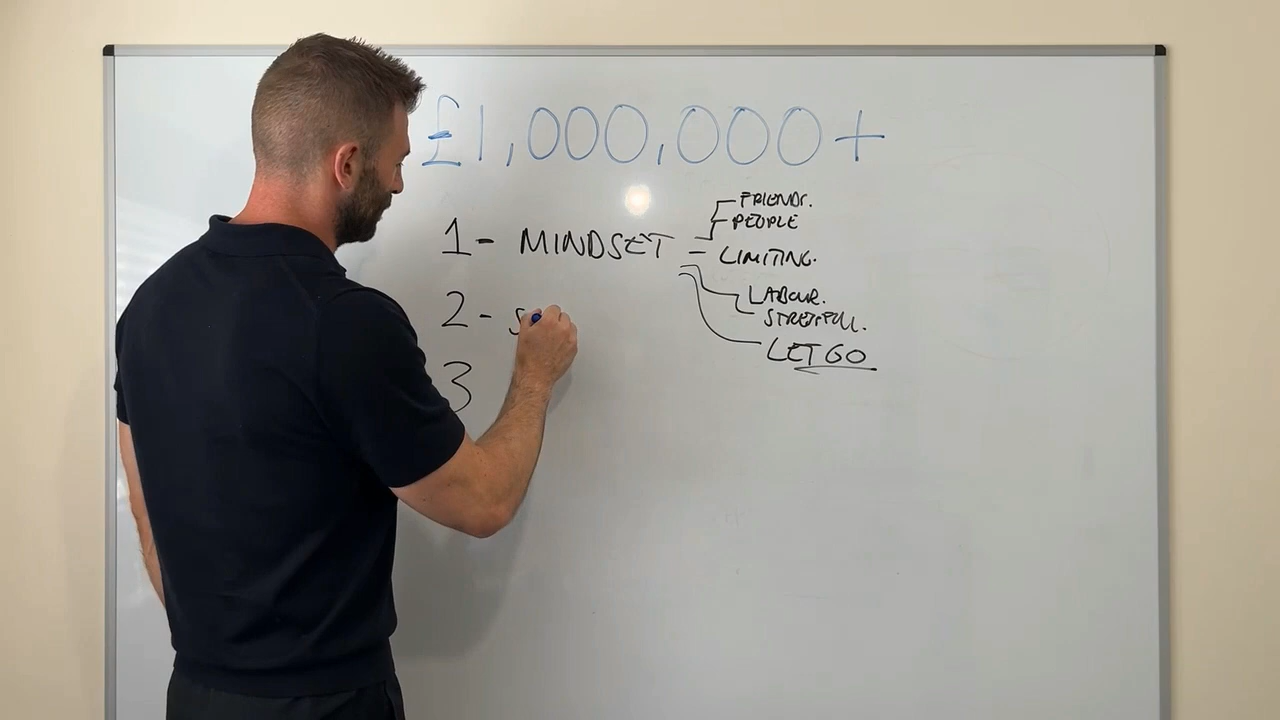 £1,000,000+
1- MINDSET
FRIENDS.
PEOPLE
LIMITING.
LABOUR.
STRESSFULL.
LET GO
2- S
3